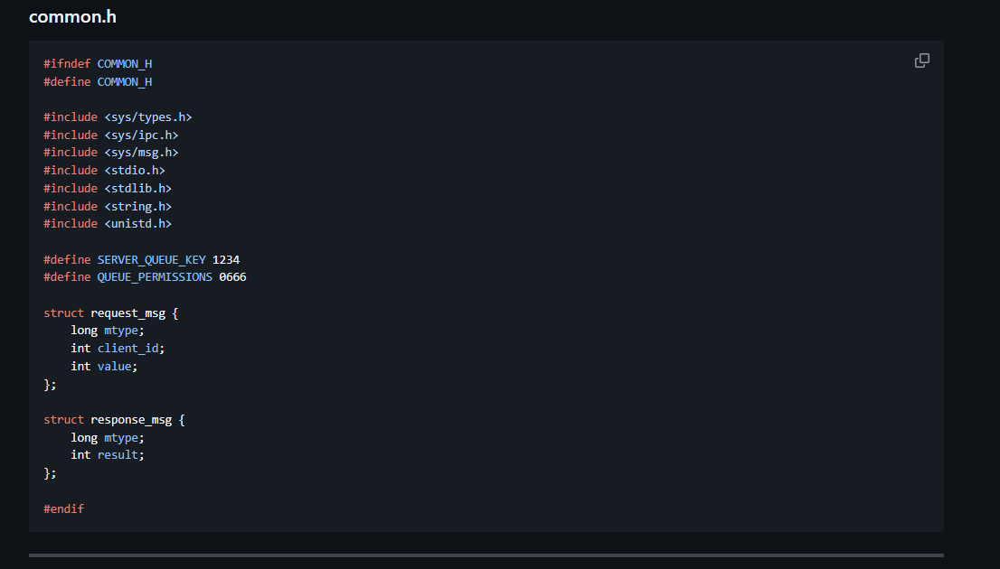 common.h
#ifndef COMMON_H
#define COMMON_H
#include <sys/types.h>
#include <sys/ipc.h>
#include <sys/msg.h>
#include <stdio.h>
#include <stdlib.h>
#include <string.h>
#include <unistd.h>
#define SERVER_QUEUE_KEY 1234
#define QUEUE_PERMISSIONS 0666
struct request_msg {
    long mtype;
    int client_id;
    int value;
};
struct response_msg {
    long mtype;
    int result;
};
#endif